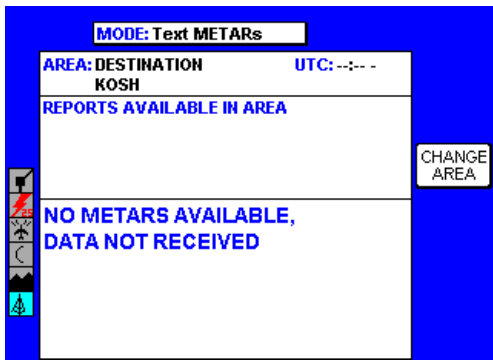 MODE: Text METARs
AREA: DESTINATION UTC: --:-- -
KOSH
REPORTS AVAILABLE IN AREA
CHANGE
AREA
25
NO METARS AVAILABLE,
DATA NOT RECEIVED